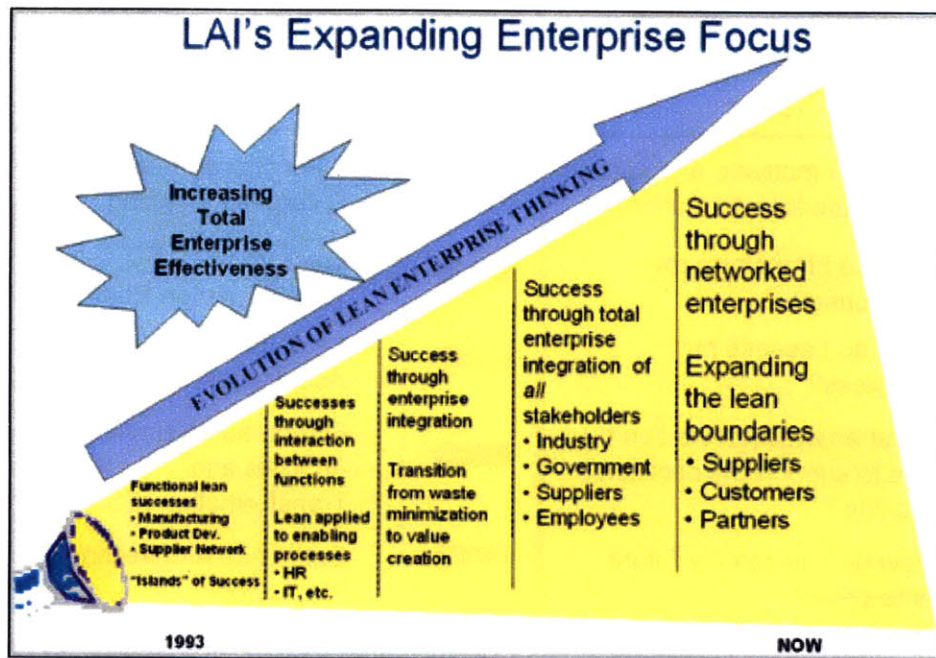 LAI's Expanding Enterprise Focus
Increasing
Total
Enterprise
Effectiveness
EVOLUTION OF LEAN ENTERPRISE THINKING
Functional lean
successes
• Manufacturing
• Product Dev.
• Supplier Network
"Islands" of Success
Successes
through
interaction
between
functions
Lean applied
to enabling
processes
• HR
• IT, etc.
Success
through
enterprise
integration
Transition
from waste
minimization
to value
creation
Success
through total
enterprise
integration of
all
stakeholders
• Industry
• Government
• Suppliers
• Employees
Success
through
networked
enterprises
Expanding
the lean
boundaries
• Suppliers
• Customers
• Partners
1993
NOW